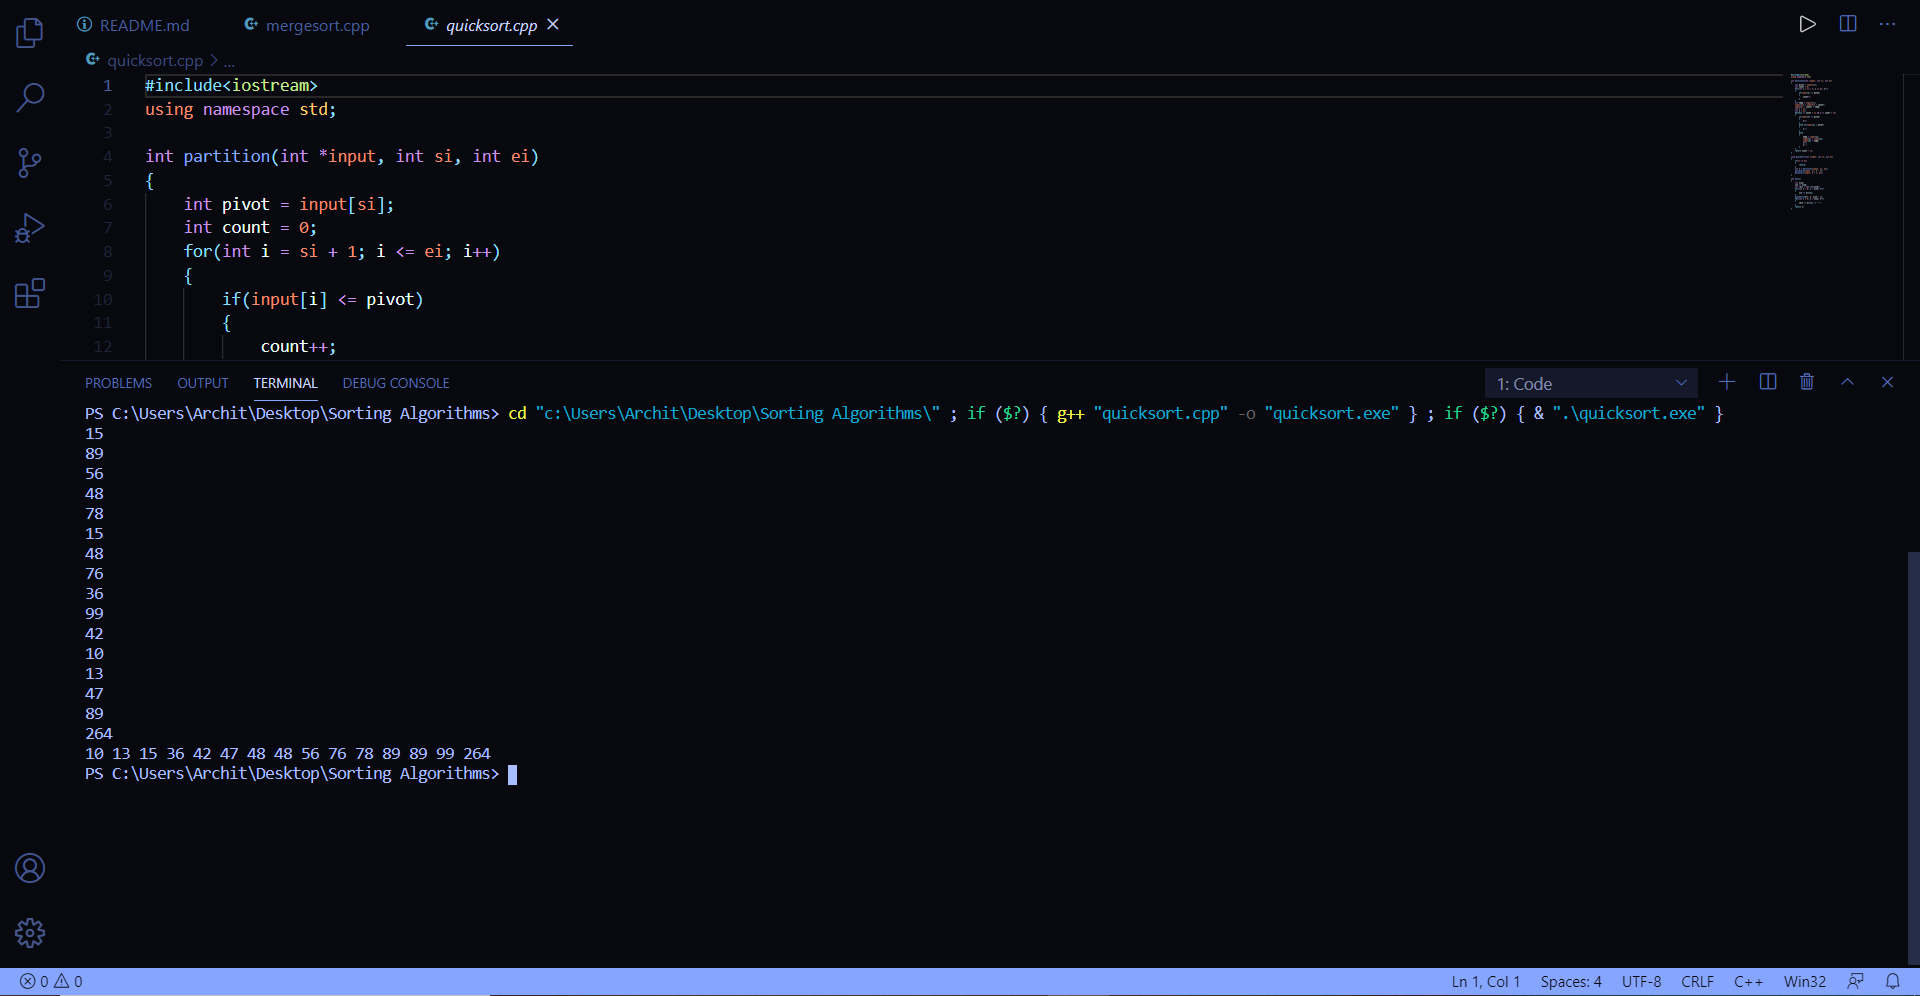 README.md mergesort.cpp quicksort.cpp
quicksort.cpp > ...
1 #include<iostream>
2 using namespace std;
3
4 int partition(int *input, int si, int ei)
5 {
6 int pivot = input[si];
7 int count = 0;
8 for(int i = si + 1; i <= ei; i++)
9 {
10 if(input[i] <= pivot)
11 {
12 count++;
PROBLEMS OUTPUT TERMINAL DEBUG CONSOLE 1: Code
PS C:\Users\Archit\Desktop\Sorting Algorithms> cd "c:\Users\Archit\Desktop\Sorting Algorithms\" ; if ($?) { g++ "quicksort.cpp" -o "quicksort.exe" } ; if ($?) { & ".\quicksort.exe" }
15
89
56
48
78
15
48
76
36
99
42
10
13
47
89
264
10 13 15 36 42 47 48 48 56 76 78 89 89 99 264
PS C:\Users\Archit\Desktop\Sorting Algorithms>
0 0 Ln 1, Col 1 Spaces: 4 UTF-8 CRLF C++ Win32